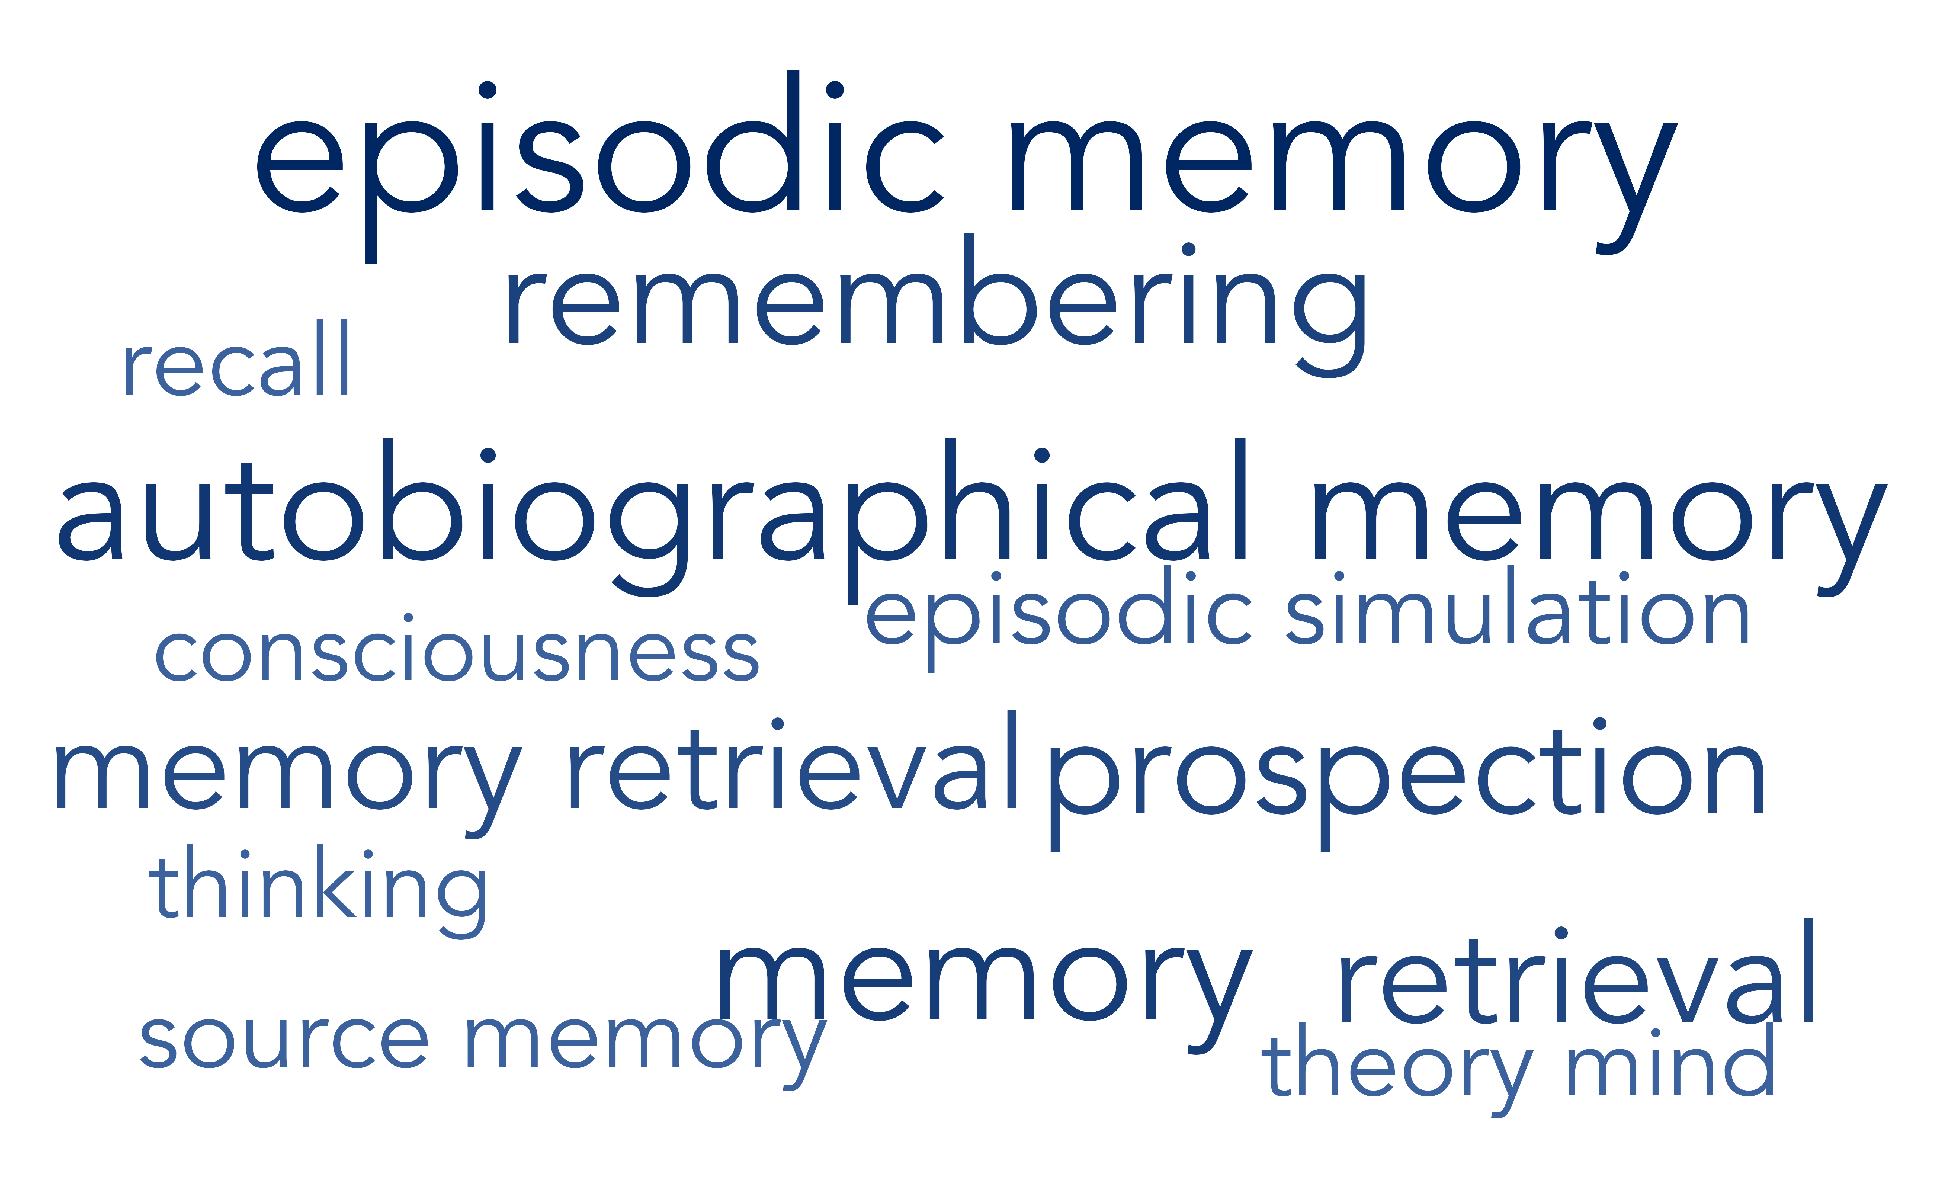 episodic memory
remembering
recall
autobiographical memory
episodic simulation
consciousness
memory retrieval
prospection
thinking
memory retrieval
source memory
theory mind